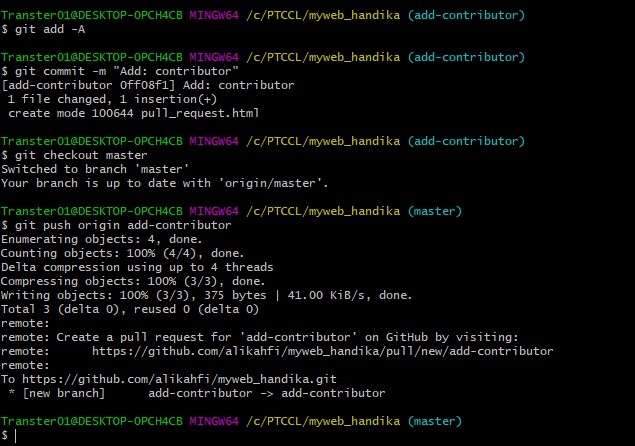 Transter01@DESKTOP-OPCH4CB MINGW64 /c/PTCCL/myweb_handika (add-contributor)
$ git add -A
Transter01@DESKTOP-OPCH4CB MINGW64 /c/PTCCL/myweb_handika (add-contributor)
$ git commit -m "Add: contributor"
[add-contributor 0ff08f1] Add: contributor
 1 file changed, 1 insertion(+)
 create mode 100644 pull_request.html
Transter01@DESKTOP-OPCH4CB MINGW64 /c/PTCCL/myweb_handika (add-contributor)
$ git checkout master
Switched to branch 'master'
Your branch is up to date with 'origin/master'.
Transter01@DESKTOP-OPCH4CB MINGW64 /c/PTCCL/myweb_handika (master)
$ git push origin add-contributor
Enumerating objects: 4, done.
Counting objects: 100% (4/4), done.
Delta compression using up to 4 threads
Compressing objects: 100% (3/3), done.
Writing objects: 100% (3/3), 375 bytes | 41.00 KiB/s, done.
Total 3 (delta 0), reused 0 (delta 0)
remote:
remote: Create a pull request for 'add-contributor' on GitHub by visiting:
remote:      https://github.com/alikahfi/myweb_handika/pull/new/add-contributor
remote:
To https://github.com/alikahfi/myweb_handika.git
 * [new branch]      add-contributor -> add-contributor
Transter01@DESKTOP-OPCH4CB MINGW64 /c/PTCCL/myweb_handika (master)
$